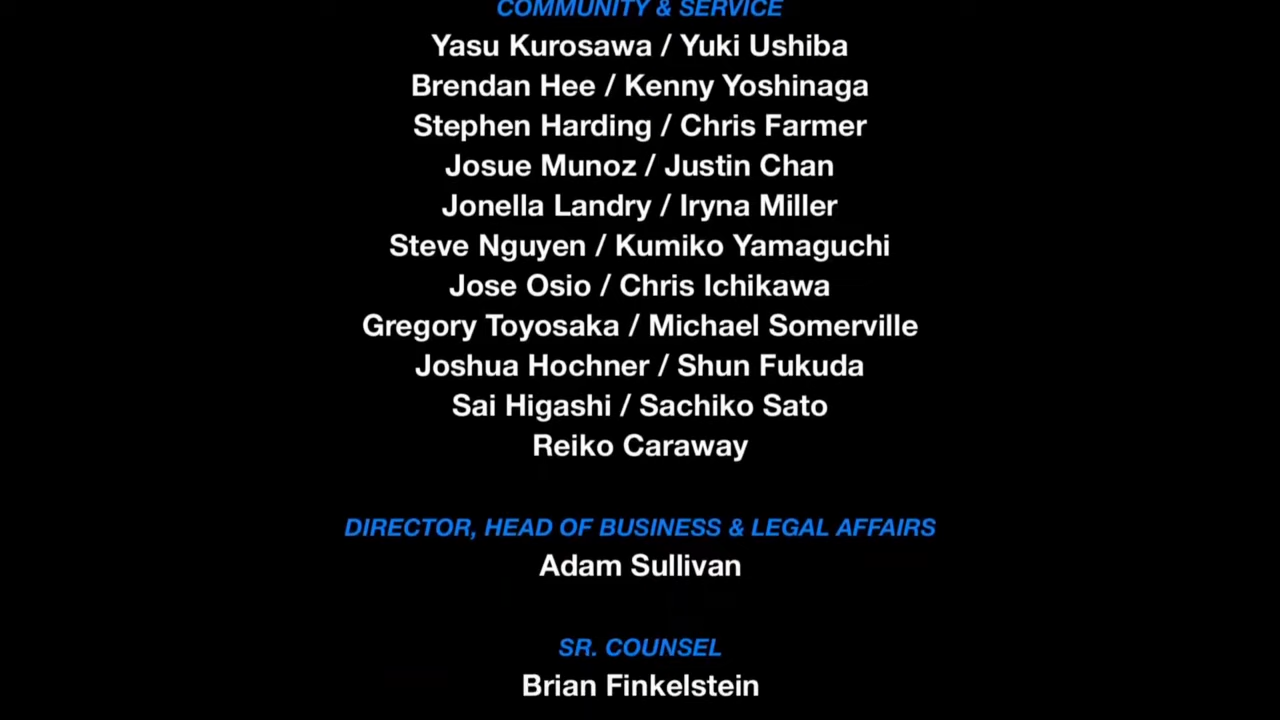 COMMUNITY & SERVICE
Yasu Kurosawa / Yuki Ushiba
Brendan Hee / Kenny Yoshinaga
Stephen Harding / Chris Farmer
Josue Munoz / Justin Chan
Jonella Landry / Iryna Miller
Steve Nguyen / Kumiko Yamaguchi
Jose Osio / Chris Ichikawa
Gregory Toyosaka / Michael Somerville
Joshua Hochner / Shun Fukuda
Sai Higashi / Sachiko Sato
Reiko Caraway
DIRECTOR, HEAD OF BUSINESS & LEGAL AFFAIRS
Adam Sullivan
SR. COUNSEL
Brian Finkelstein